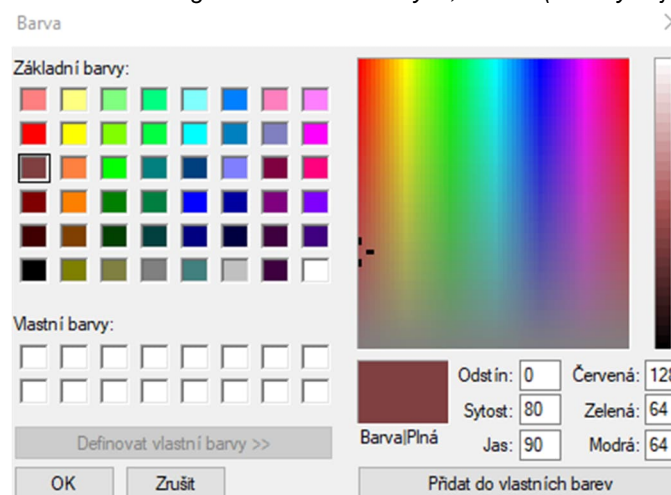 Barva
Základní barvy:
Vlastní barvy:
Definovat vlastní barvy >>
OK
Zrušit
Barva|Plná
Odstín: 0
Sytost: 80
Jas: 90
Červená: 128
Zelená: 64
Modrá: 64
Přidat do vlastních barev